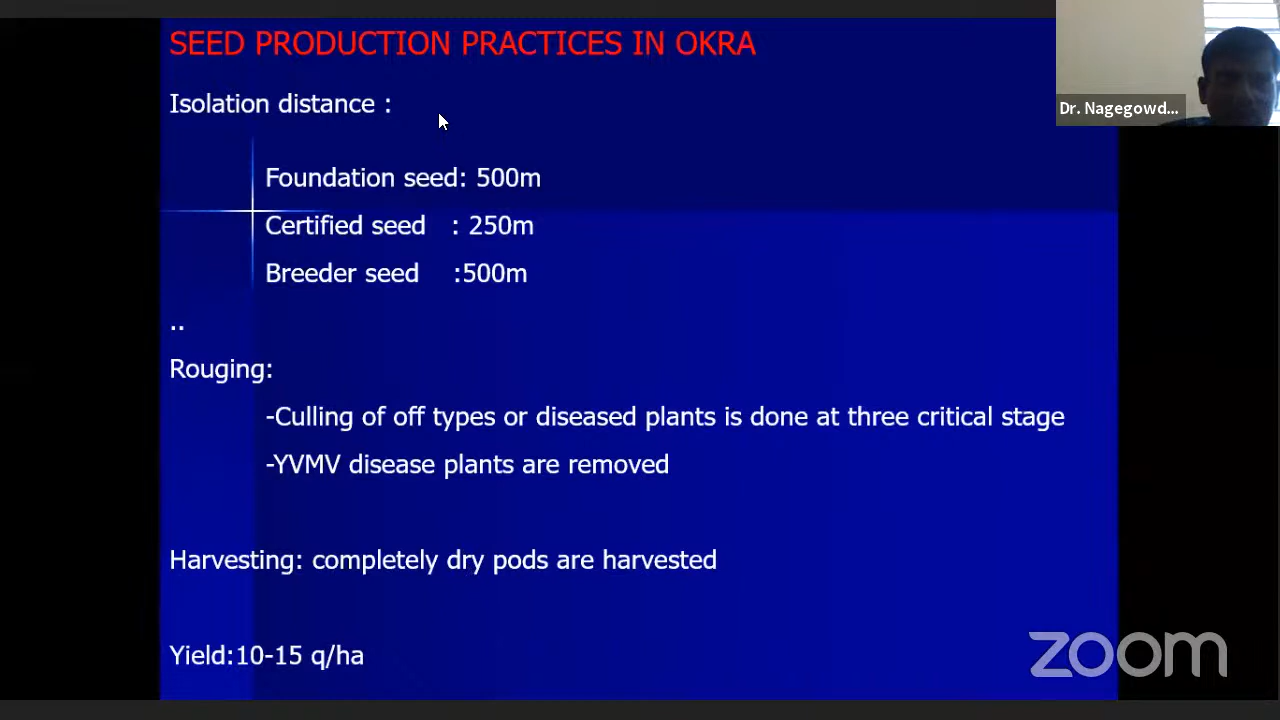 SEED PRODUCTION PRACTICES IN OKRA
Isolation distance :
Dr. Nagegowd...
Foundation seed: 500m
Certified seed : 250m
Breeder seed :500m
..
Rouging:
-Culling of off types or diseased plants is done at three critical stage
-YVMV disease plants are removed
Harvesting: completely dry pods are harvested
Yield:10-15 q/ha
zoom